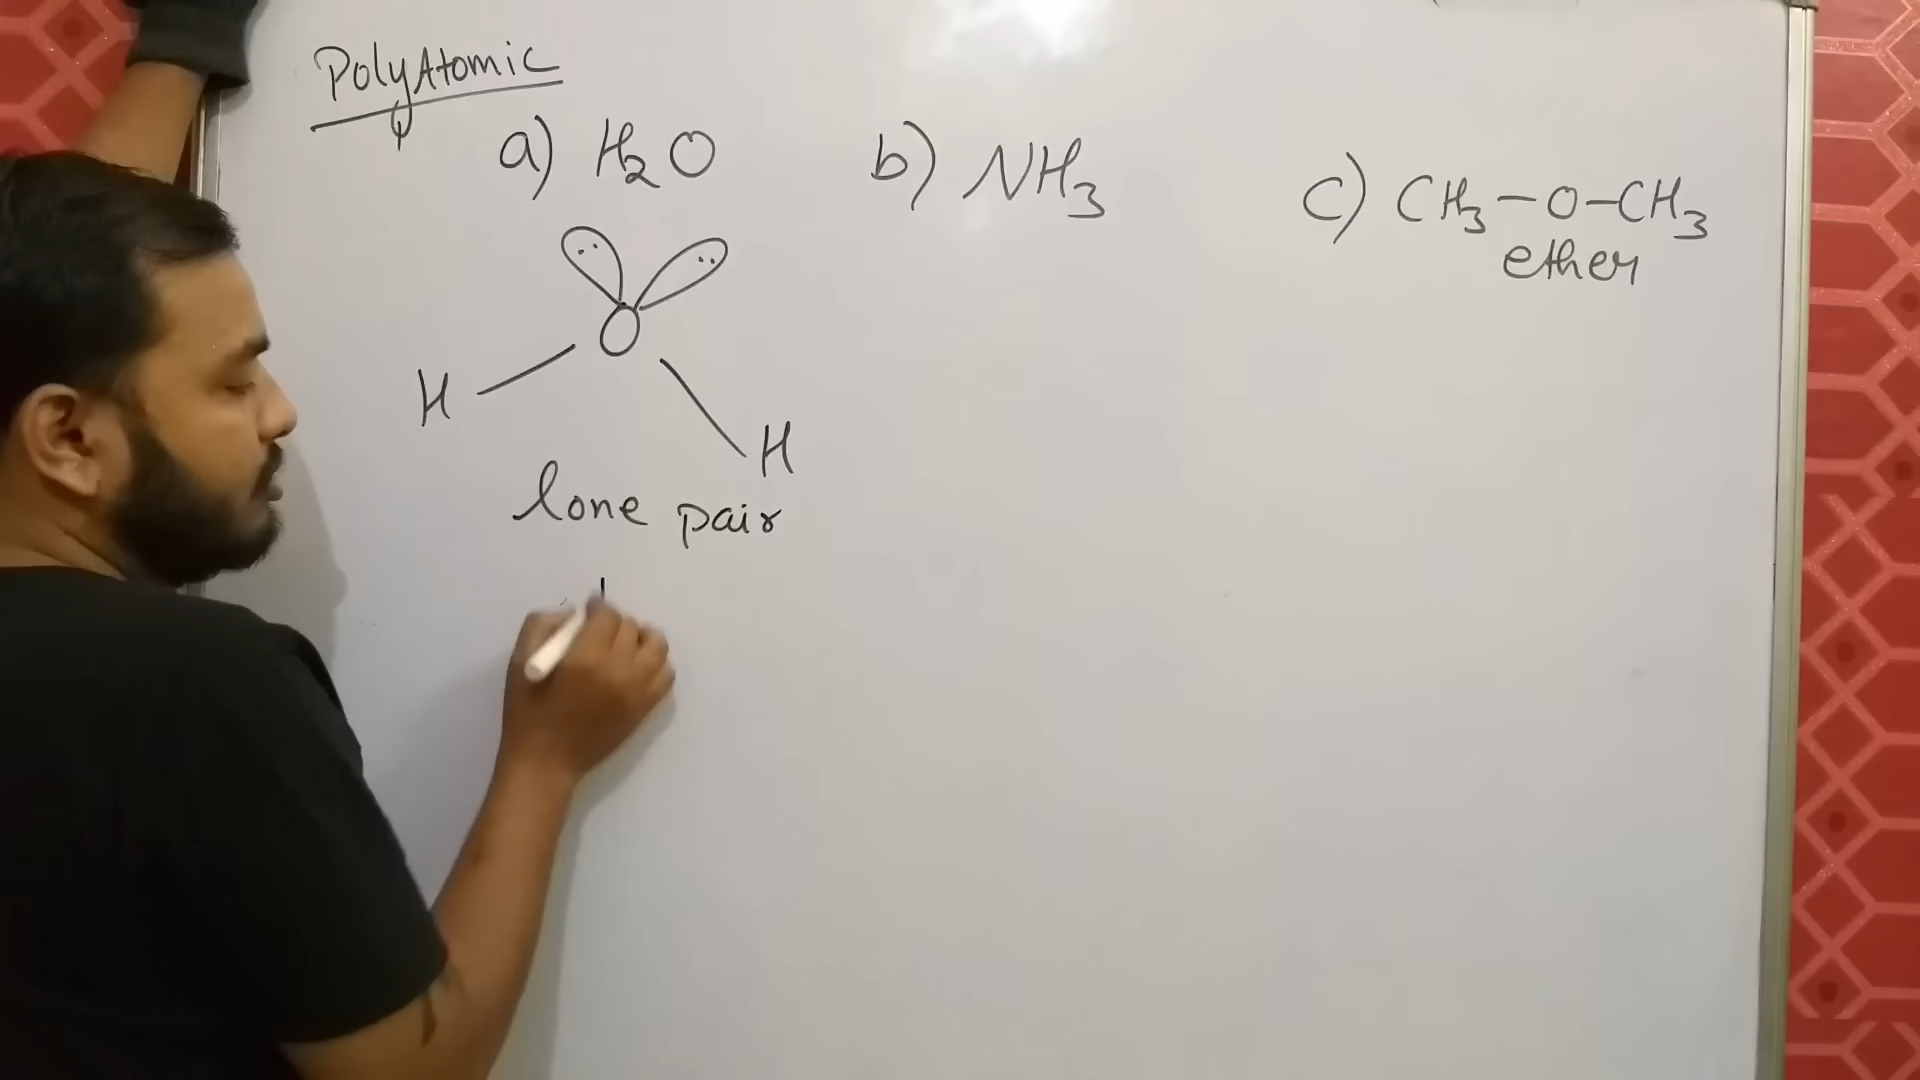 PolyAtomic
a) H₂O
b) NH₃
c) CH₃-O-CH₃
ether
O
H
H
lone pair